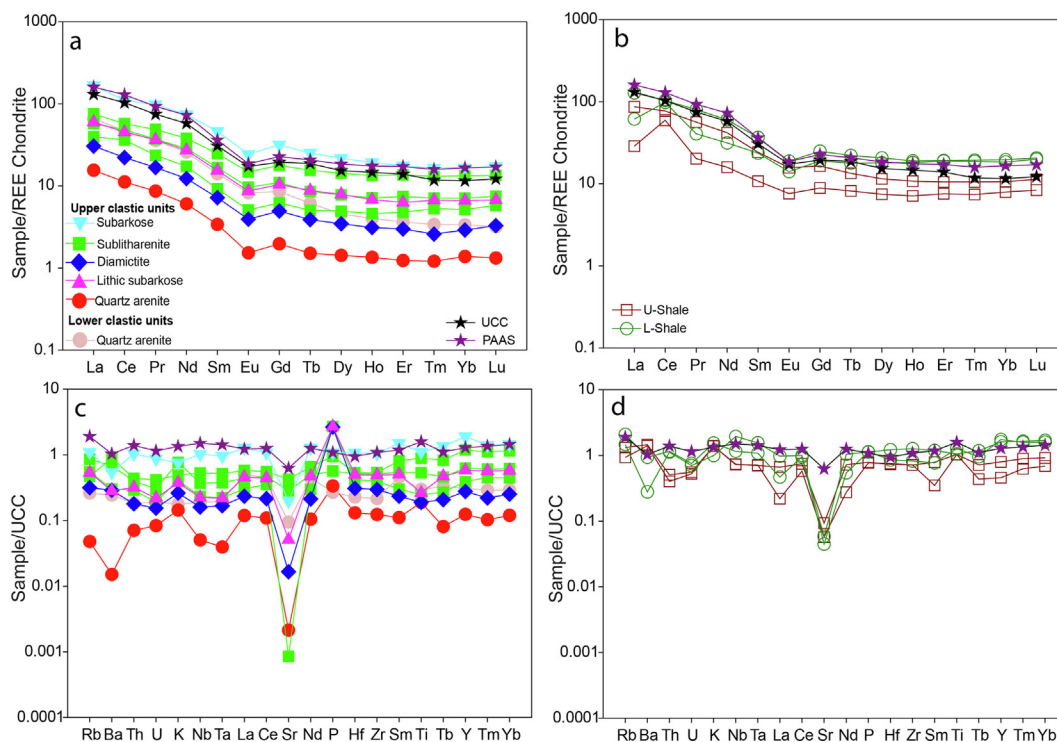 a
Sample/REE Chondrite
1000
100
10
1
0.1
Upper clastic units
Subarkose
Sublitharenite
Diamictite
Lithic subarkose
Quartz arenite
Lower clastic units
Quartz arenite
UCC
PAAS
La Ce Pr Nd Sm Eu Gd Tb Dy Ho Er Tm Yb Lu
b
Sample/REE Chondrite
1000
100
10
1
0.1
U-Shale
L-Shale
La Ce Pr Nd Sm Eu Gd Tb Dy Ho Er Tm Yb Lu
c
Sample/UCC
10
1
0.1
0.01
0.001
0.0001
Rb Ba Th U K Nb Ta La Ce Sr Nd P Hf Zr Sm Ti Tb Y Tm Yb
d
Sample/UCC
10
1
0.1
0.01
0.001
0.0001
Rb Ba Th U K Nb Ta La Ce Sr Nd P Hf Zr Sm Ti Tb Y Tm Yb